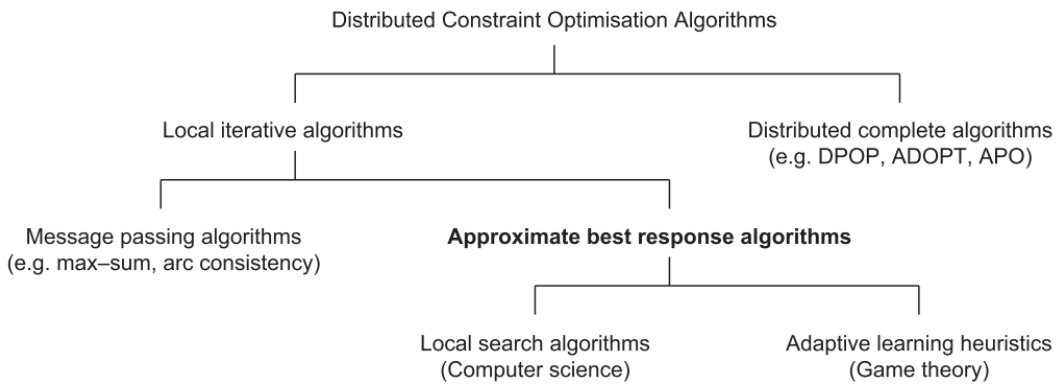 Distributed Constraint Optimisation Algorithms
Local iterative algorithms
Distributed complete algorithms
(e.g. DPOP, ADOPT, APO)
Message passing algorithms
(e.g. max–sum, arc consistency)
Approximate best response algorithms
Local search algorithms
(Computer science)
Adaptive learning heuristics
(Game theory)